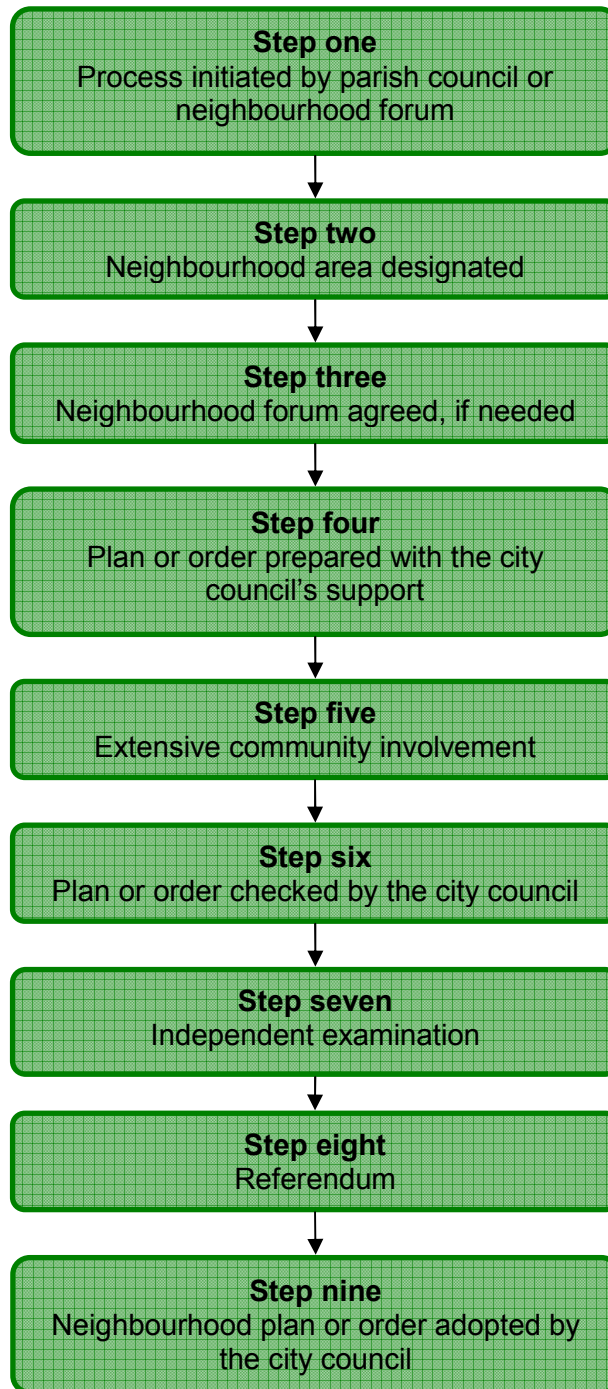 Step one
Process initiated by parish council or
neighbourhood forum
Step two
Neighbourhood area designated
Step three
Neighbourhood forum agreed, if needed
Step four
Plan or order prepared with the city
council’s support
Step five
Extensive community involvement
Step six
Plan or order checked by the city council
Step seven
Independent examination
Step eight
Referendum
Step nine
Neighbourhood plan or order adopted by
the city council